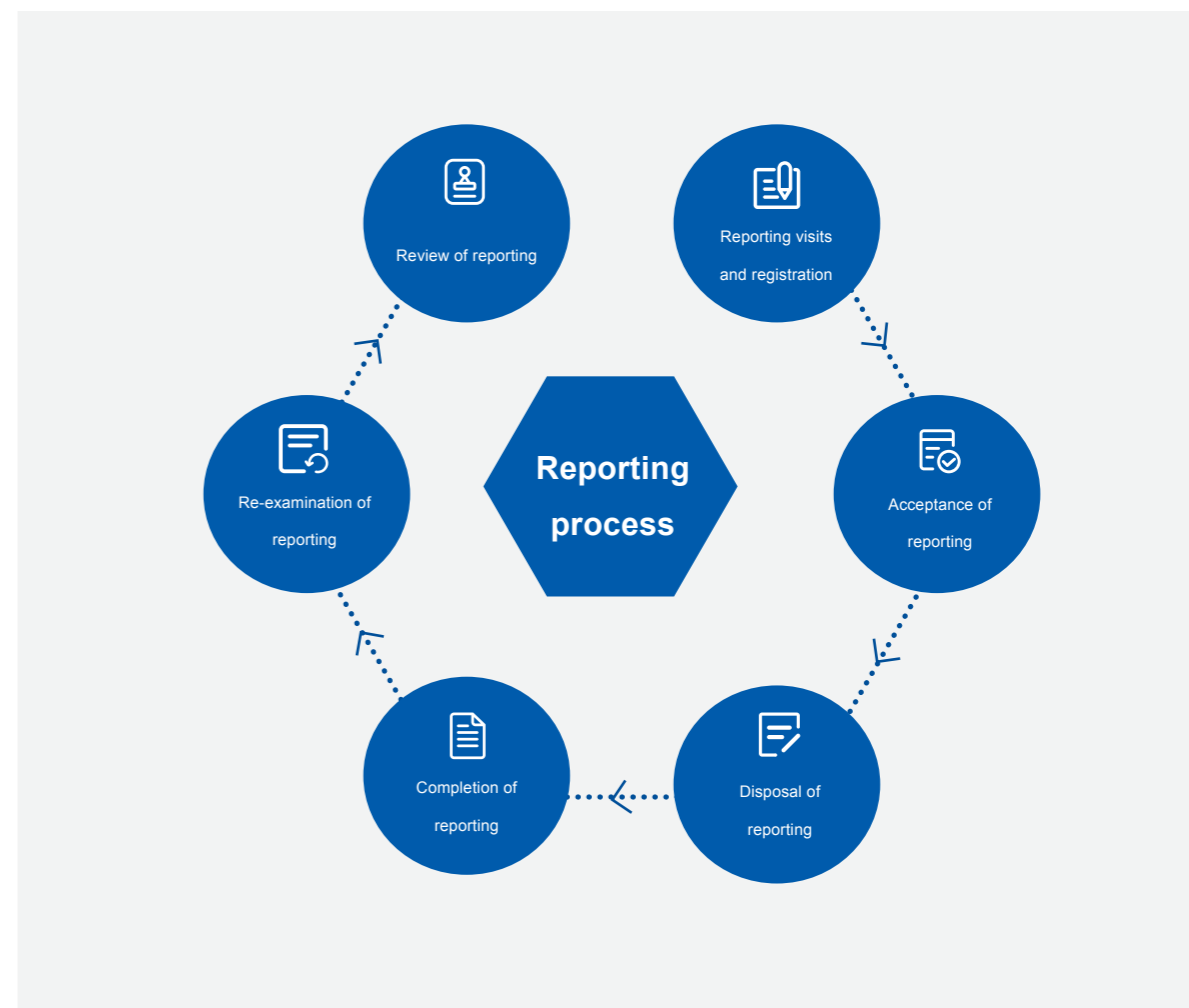 Review of reporting
Reporting visits
and registration
Reporting
process
Re-examination of
reporting
Acceptance of
reporting
Completion of
reporting
Disposal of
reporting